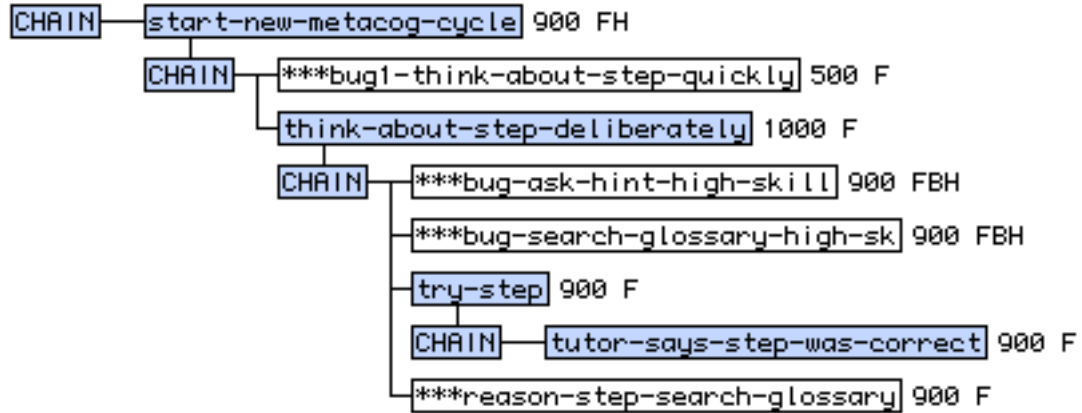 CHAIN start-new-metacog-cycle 900 FH
CHAIN ***bug1-think-about-step-quickly 500 F
think-about-step-deliberately 1000 F
CHAIN ***bug-ask-hint-high-skill 900 FBH
***bug-search-glossary-high-sk 900 FBH
try-step 900 F
CHAIN tutor-says-step-was-correct 900 F
***reason-step-search-glossary 900 F